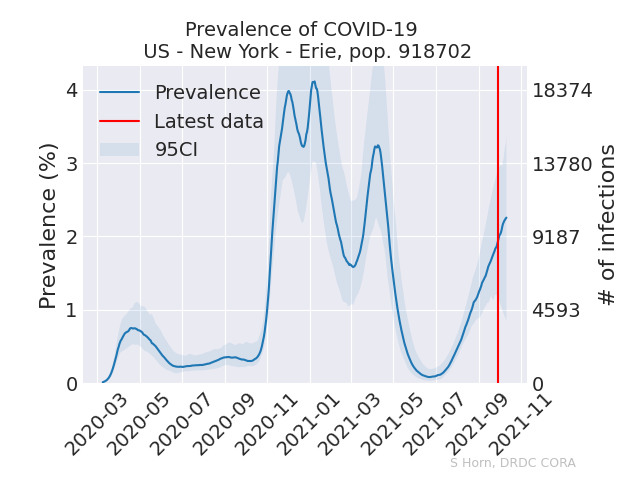 Prevalence of COVID-19
US - New York - Erie, pop. 918702
Prevalence
Latest data
95CI
Prevalence (%)
4
3
2
1
0
18374
13780
9187
4593
0
# of infections
2020-03
2020-05
2020-07
2020-09
2020-11
2021-01
2021-03
2021-05
2021-07
2021-09
2021-11
S Horn, DRDC CORA